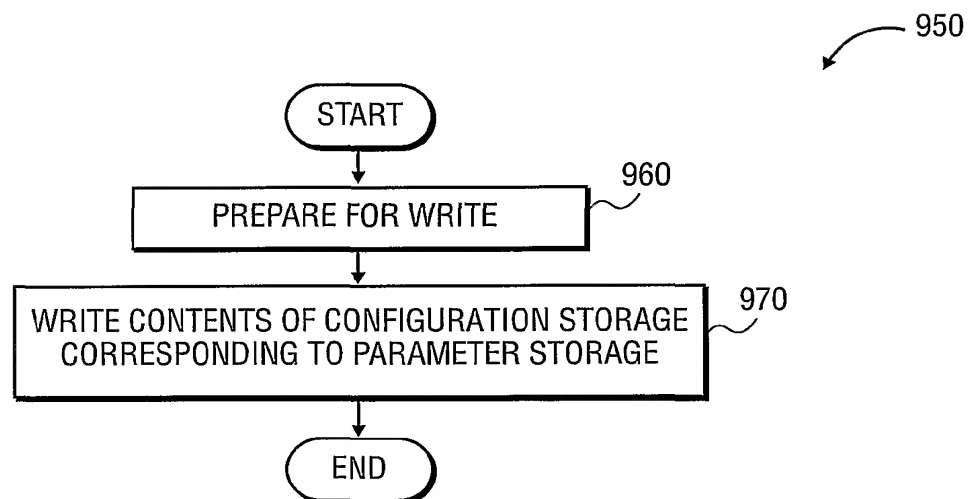 950
START
960
PREPARE FOR WRITE
970
WRITE CONTENTS OF CONFIGURATION STORAGE
CORRESPONDING TO PARAMETER STORAGE
END